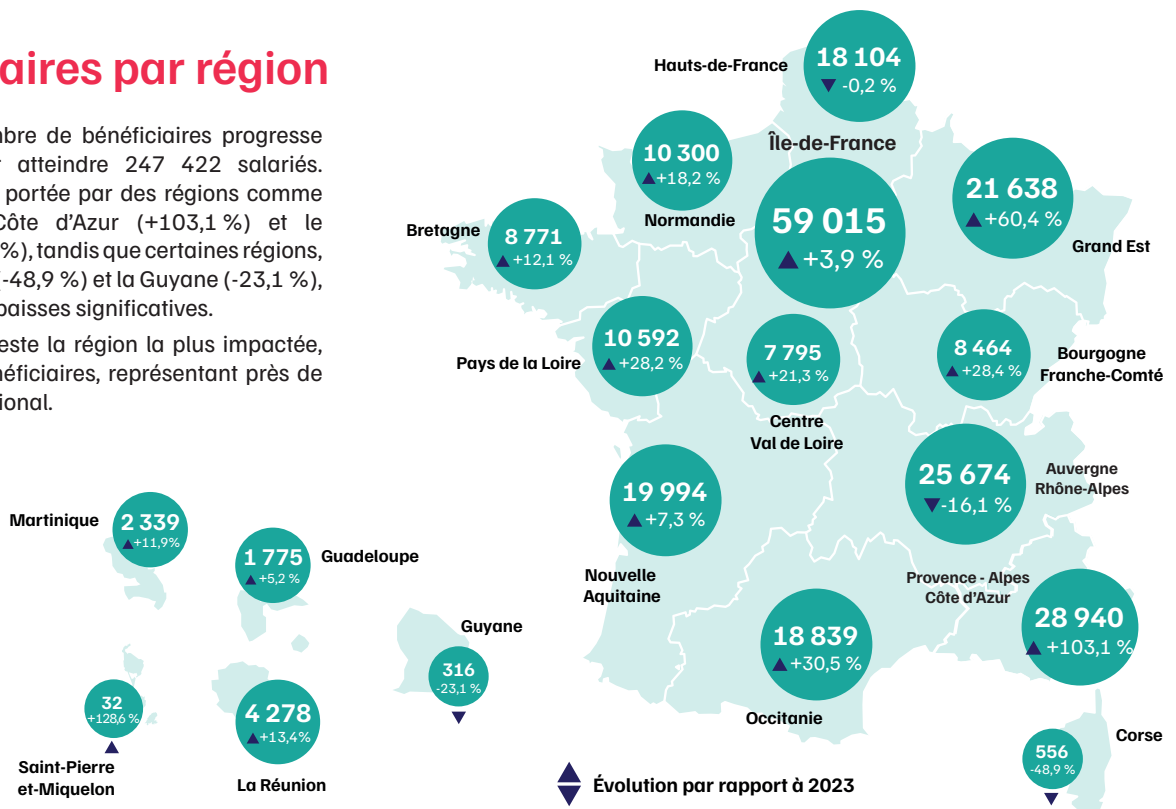 aires par région
mbre de bénéficiaires progresse
atteindre 247 422 salariés.
portée par des régions comme
Côte d'Azur (+103,1 %) et le
%), tandis que certaines régions,
(-48,9 %) et la Guyane (-23,1 %),
baisses significatives.
este la région la plus impactée,
néficiaires, représentant près de
ional.
Hauts-de-France
18 104
▼ -0,2 %
10 300
▲+18,2 %
Normandie
Île-de-France
59 015
▲ +3,9 %
21 638
▲+60,4 %
Grand Est
Bretagne
8 771
▲+12,1 %
Pays de la Loire
10 592
▲+28,2 %
7 795
▲+21,3 %
Centre
Val de Loire
8 464
▲+28,4 %
Bourgogne
Franche-Comté
25 674
▼-16,1 %
Auvergne
Rhône-Alpes
19 994
▲+7,3 %
Nouvelle
Aquitaine
Provence - Alpes
Côte d'Azur
28 940
▲ +103,1 %
18 839
▲+30,5 %
Occitanie
Corse
556
-48,9 %
▼
Martinique
2 339
▲+11,9%
1 775
▲+5,2 %
Guadeloupe
Guyane
316
-23,1 %
▼
32
+128,6 %
▲
Saint-Pierre
et-Miquelon
4 278
▲+13,4%
La Réunion
▲▼ Évolution par rapport à 2023